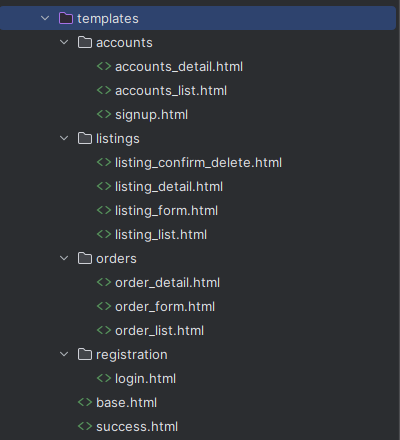 templates
accounts
accounts_detail.html
accounts_list.html
signup.html
listings
listing_confirm_delete.html
listing_detail.html
listing_form.html
listing_list.html
orders
order_detail.html
order_form.html
order_list.html
registration
login.html
base.html
success.html